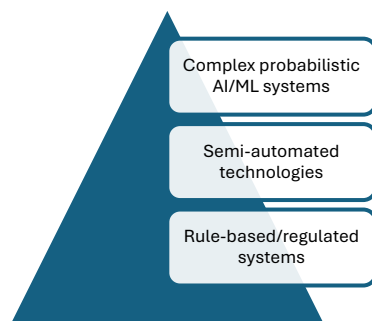 Complex probabilistic
AI/ML systems
Semi-automated
technologies
Rule-based/regulated
systems